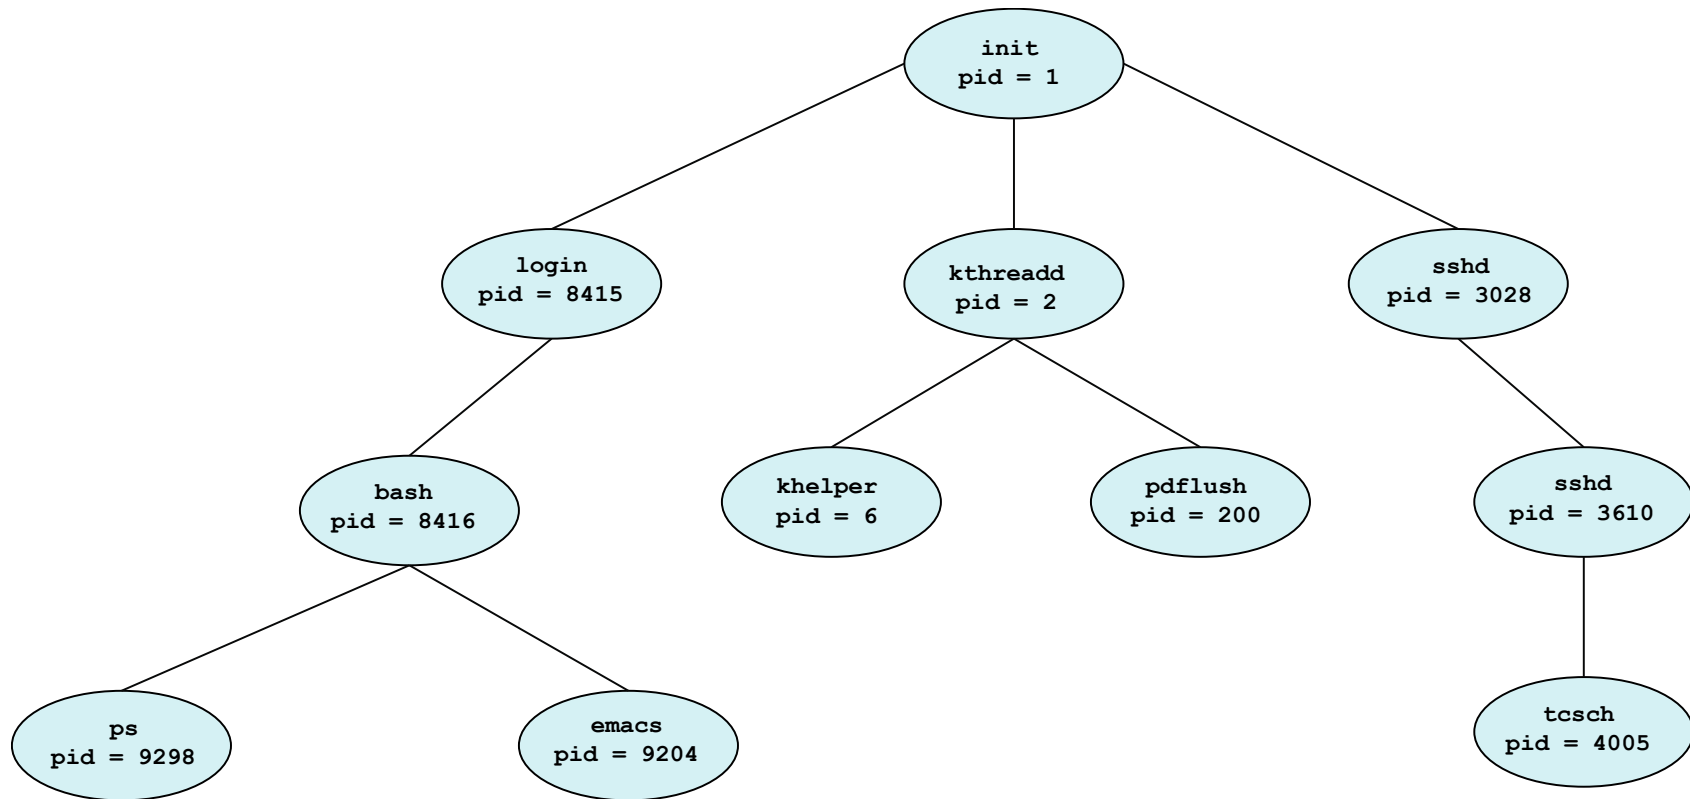 init
pid = 1
login
pid = 8415
kthreadd
pid = 2
sshd
pid = 3028
bash
pid = 8416
khelper
pid = 6
pdflush
pid = 200
sshd
pid = 3610
ps
pid = 9298
emacs
pid = 9204
tcsch
pid = 4005